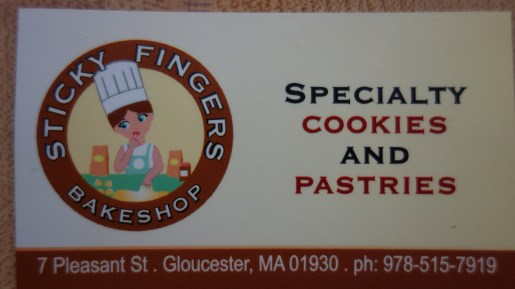 STICKY FINGERS
BAKESHOP
SPECIALTY
COOKIES
AND
PASTRIES
7 Pleasant St . Gloucester, MA 01930 . ph: 978-515-7919